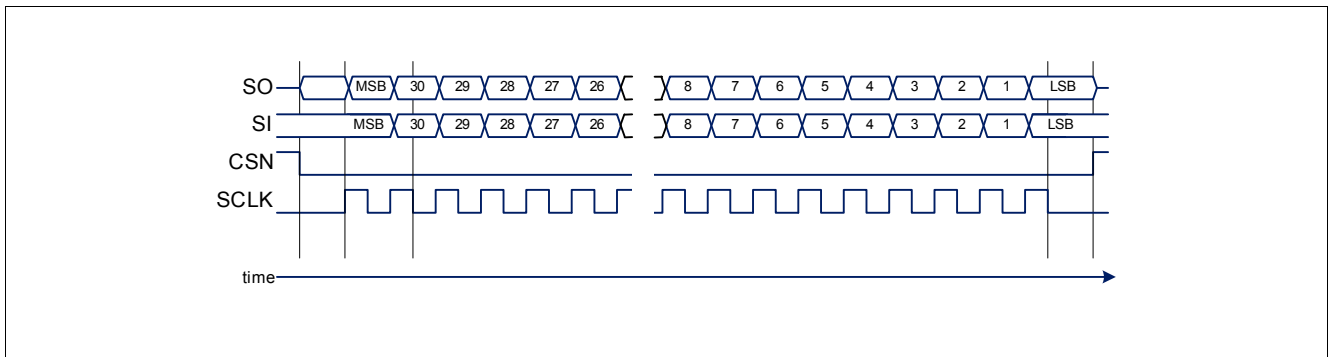 SO MSB 30 29 28 27 26 8 7 6 5 4 3 2 1 LSB
SI MSB 30 29 28 27 26 8 7 6 5 4 3 2 1 LSB
CSN
SCLK
time